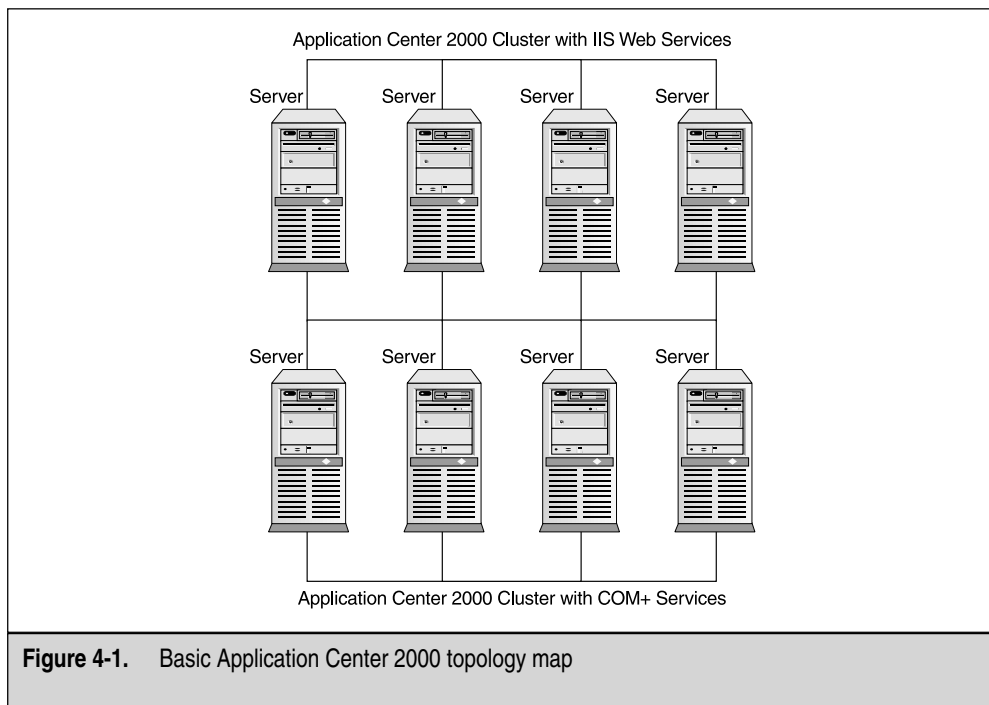 Application Center 2000 Cluster with IIS Web Services
Server Server Server Server
Server Server Server Server
Application Center 2000 Cluster with COM+ Services
Figure 4-1. Basic Application Center 2000 topology map